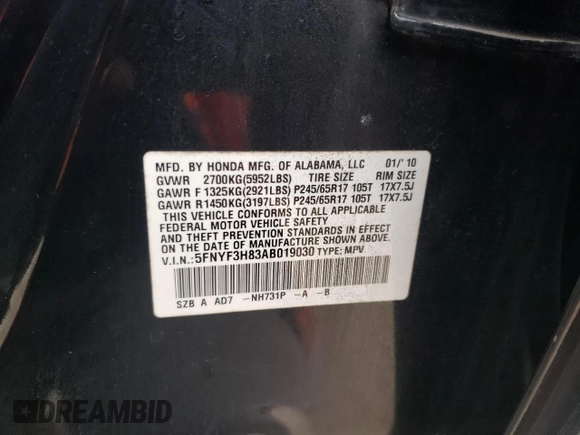 MFD. BY HONDA MFG. OF ALABAMA, LLC 01/'10
GVWR 2700KG(5952LBS) TIRE SIZE RIM SIZE
GAWR F 1325KG(2921LBS) P245/65R17 105T 17X7.5J
GAWR R1450KG(3197LBS) P245/65R17 105T 17X7.5J
THIS VEHICLE CONFORMS TO ALL APPLICABLE
FEDERAL MOTOR VEHICLE SAFETY
AND THEFT PREVENTION STANDARDS IN EFFECT
ON THE DATE OF MANUFACTURE SHOWN ABOVE.
V.I.N.: 5FNYF3H83AB019030 TYPE: MPV
SZB A AD7 -NH731P -A -B
DREAMBID